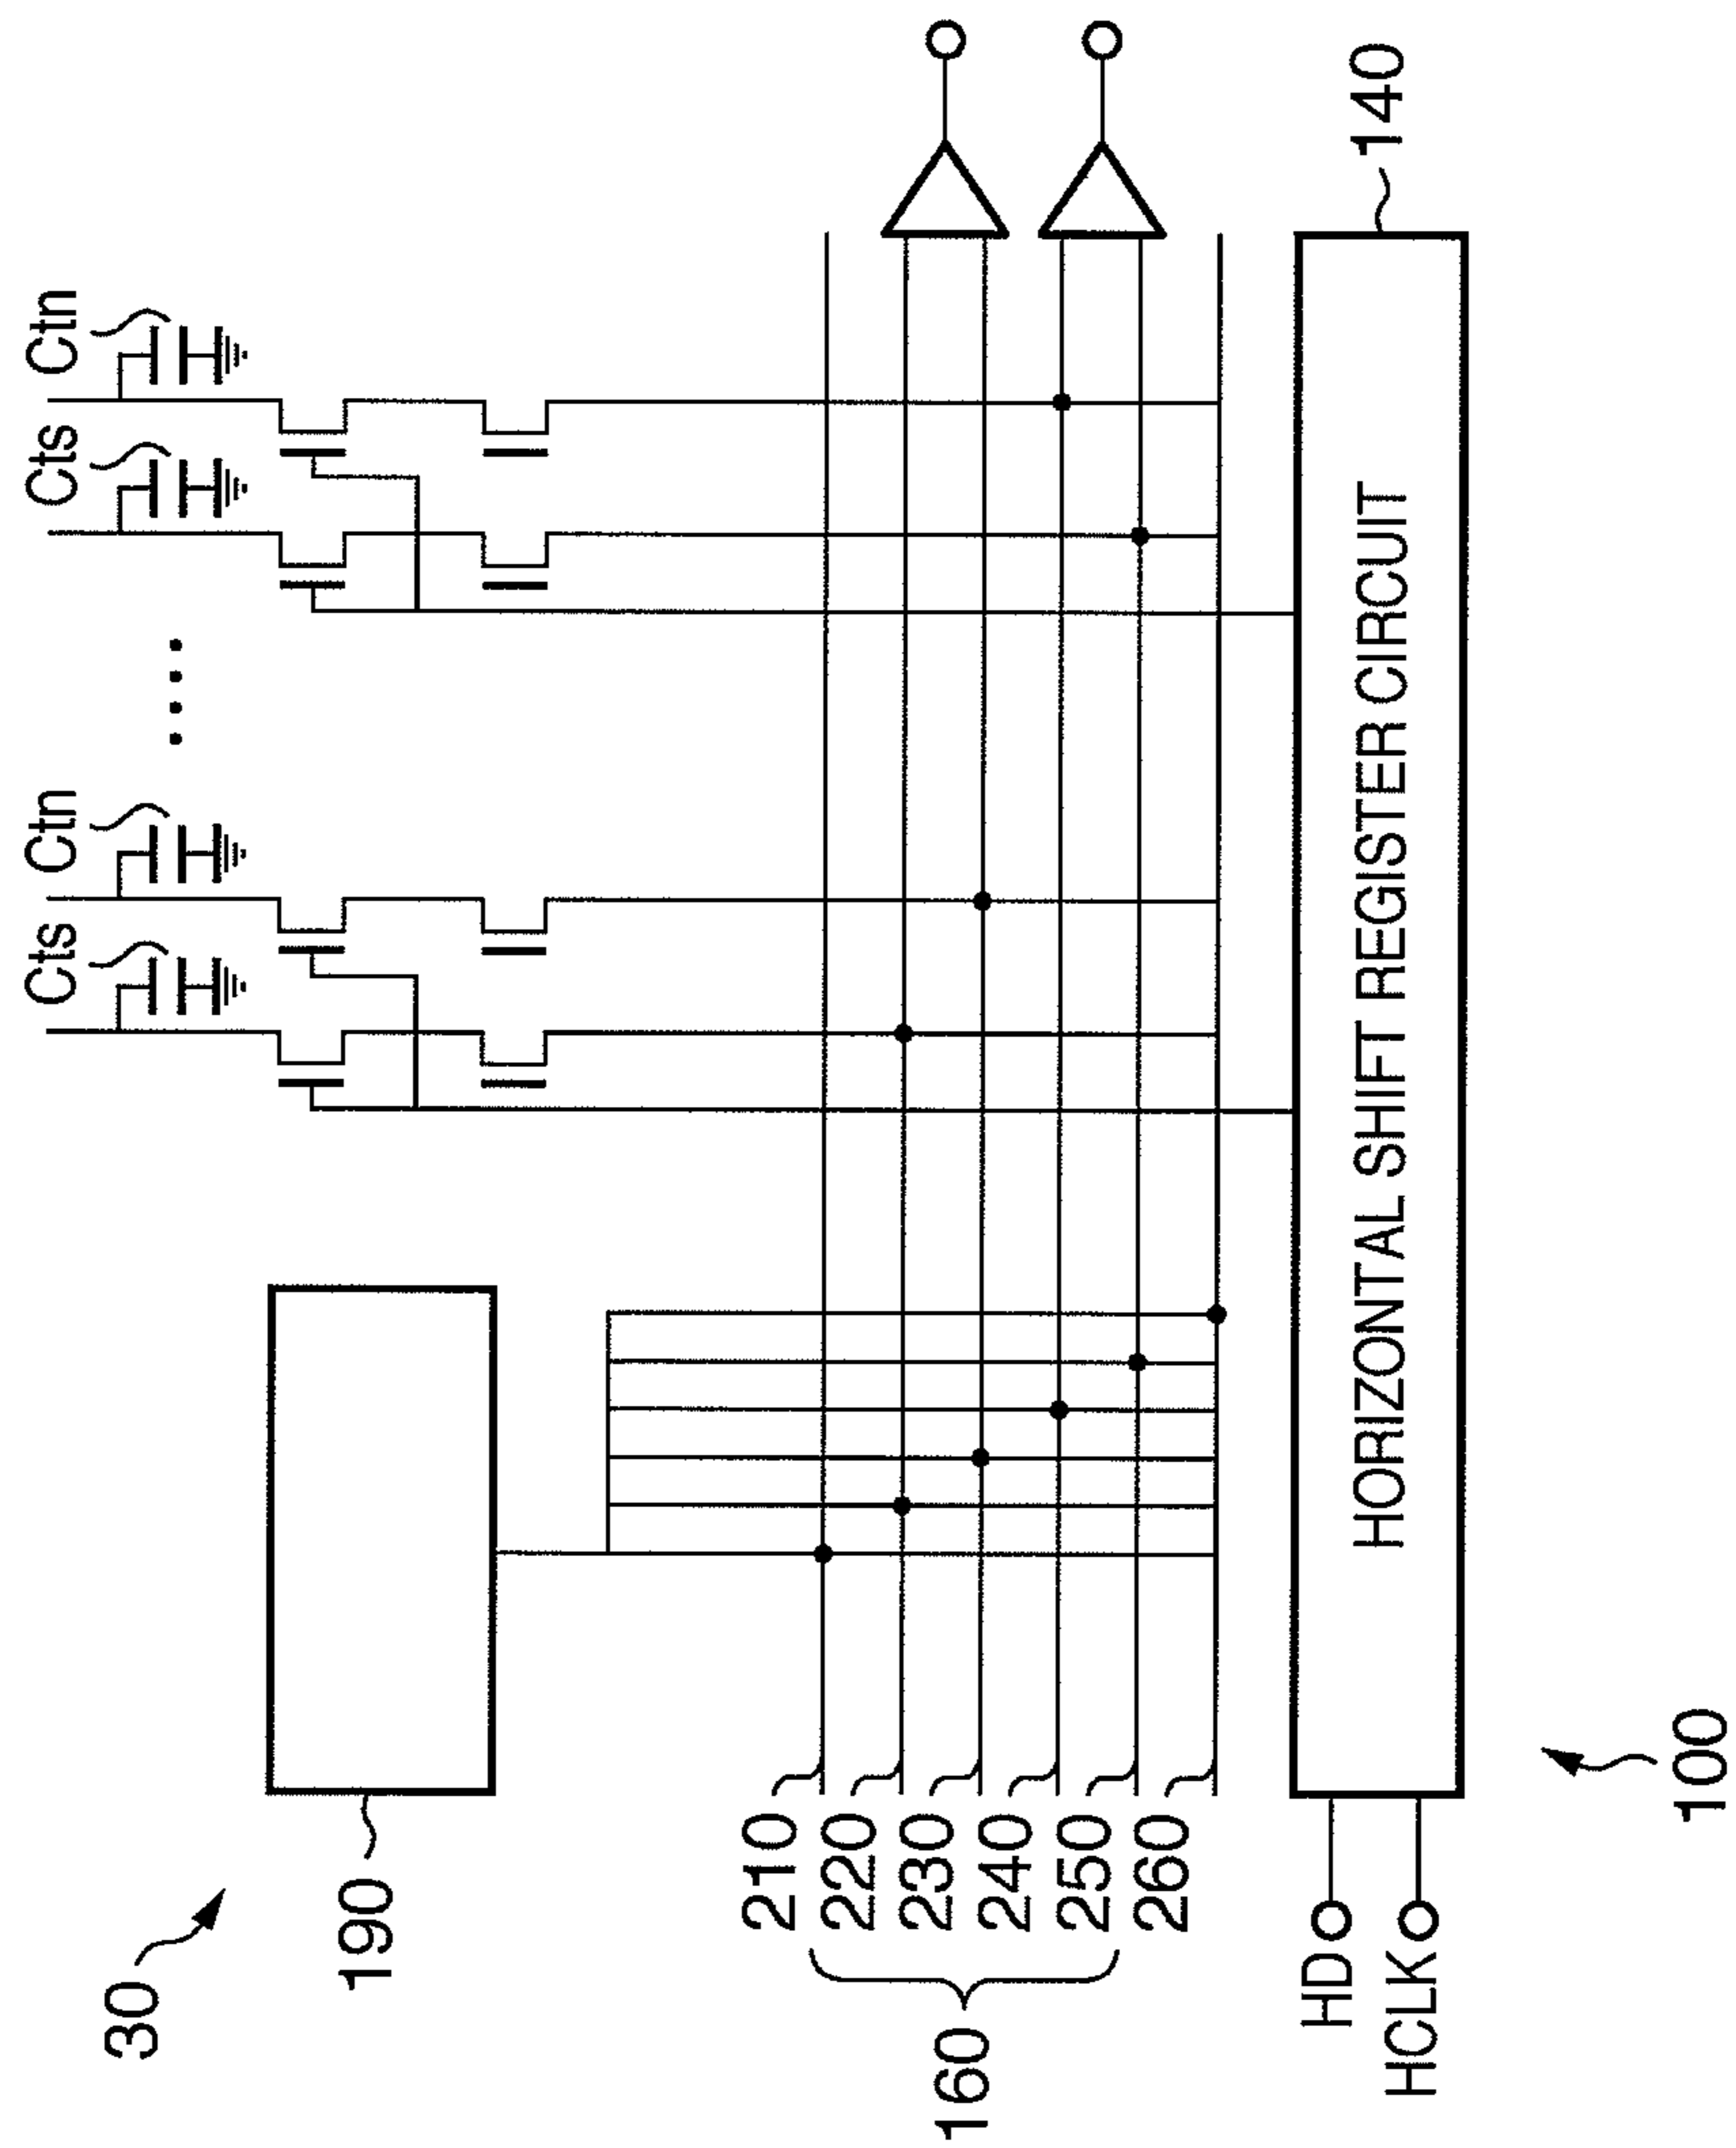 30
190
Cts
Ctn
Cts
Ctn
210
220
230
240
250
260
160
HD
HCLK
HORIZONTAL SHIFT REGISTER CIRCUIT
140
100